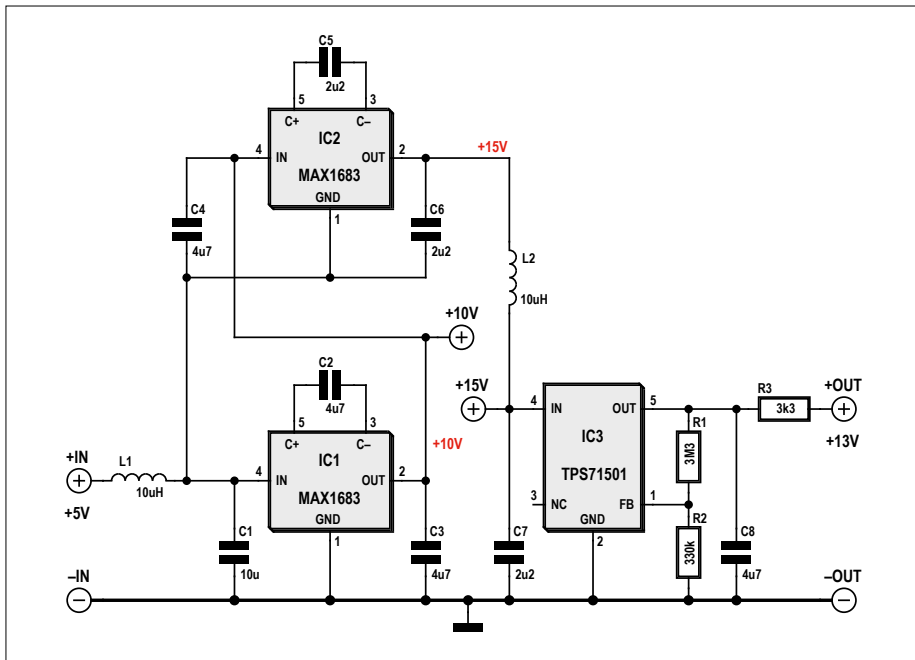 C5
2u2
5
3
C+
C–
IC2
4
IN
OUT
2
+15V
MAX1683
GND
1
C4
4u7
C6
2u2
L2
10uH
+10V
C2
4u7
+15V
5
3
C+
C–
+10V
IC1
4
IN
OUT
2
MAX1683
GND
1
+IN
L1
10uH
+5V
C1
10u
C3
4u7
4
IN
OUT
5
IC3
TPS71501
3
NC
FB
1
GND
2
R3
3k3
+OUT
+13V
R1
3M3
R2
330k
C7
2u2
C8
4u7
–IN
–OUT